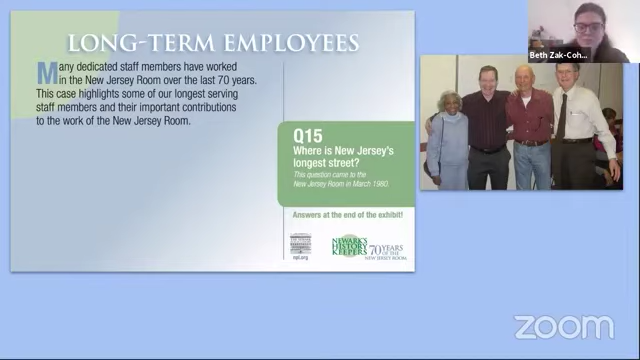 LONG-TERM EMPLOYEES
Many dedicated staff members have worked
in the New Jersey Room over the last 70 years.
This case highlights some of our longest serving
staff members and their important contributions
to the work of the New Jersey Room.
Q15
Where is New Jersey's
longest street?
This question came to the
New Jersey Room in March 1980.
Answers at the end of the exhibit!
npl.org
NEWARK'S
HISTORY
KEEPERS
70 YEARS
OF THE
NEW JERSEY ROOM
Beth Zak-Coh...
zoom